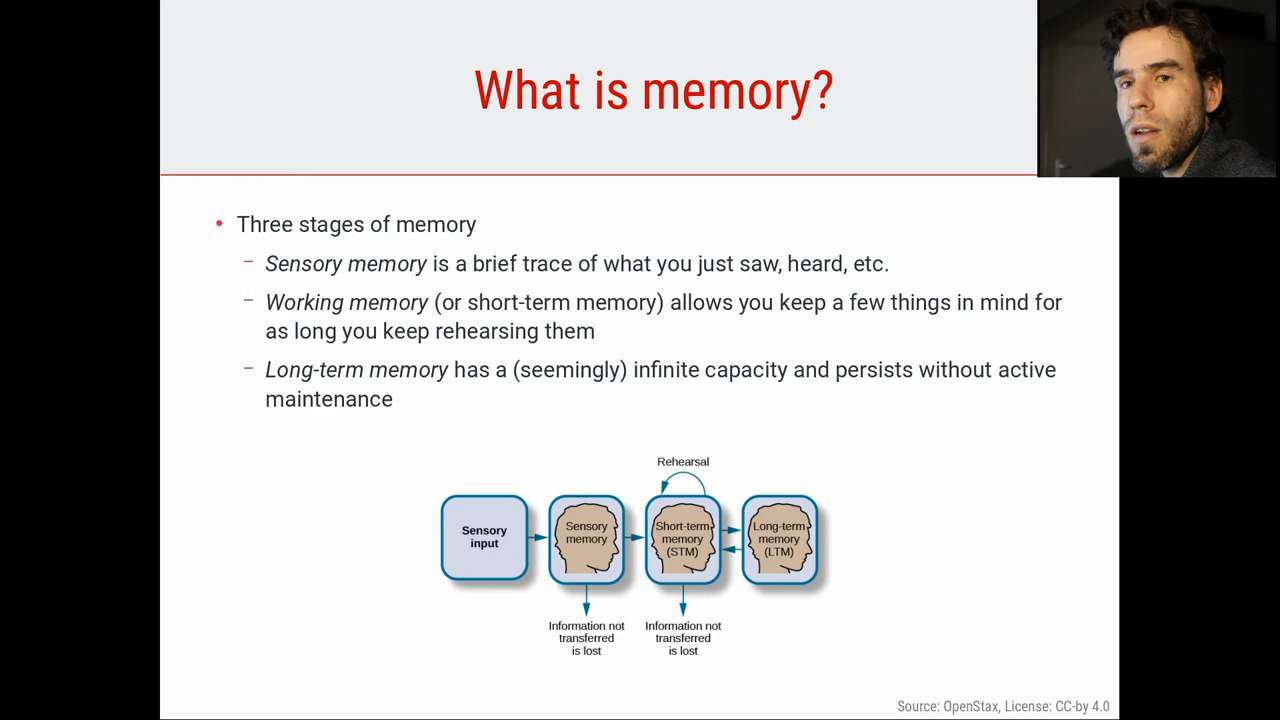 What is memory?
• Three stages of memory
– Sensory memory is a brief trace of what you just saw, heard, etc.
– Working memory (or short-term memory) allows you keep a few things in mind for
as long you keep rehearsing them
– Long-term memory has a (seemingly) infinite capacity and persists without active
maintenance
Rehearsal
Sensory
input
Sensory
memory
Short-term
memory
(STM)
Long-term
memory
(LTM)
Information not
transferred
is lost
Information not
transferred
is lost
Source: OpenStax, License: CC-by 4.0